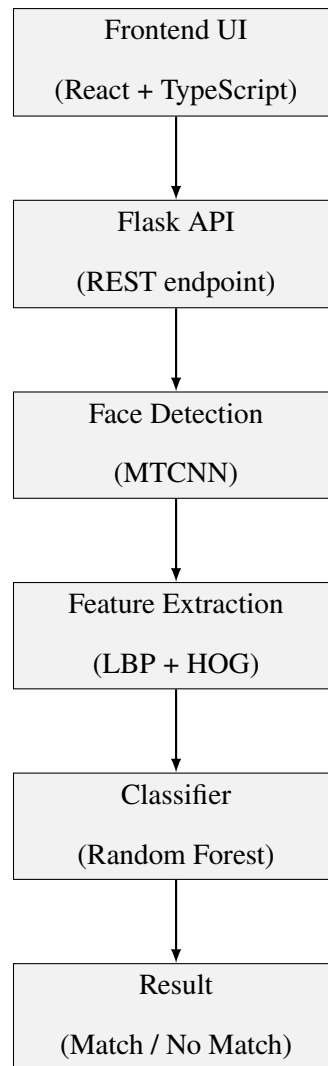 Frontend UI
(React + TypeScript)
Flask API
(REST endpoint)
Face Detection
(MTCNN)
Feature Extraction
(LBP + HOG)
Classifier
(Random Forest)
Result
(Match / No Match)